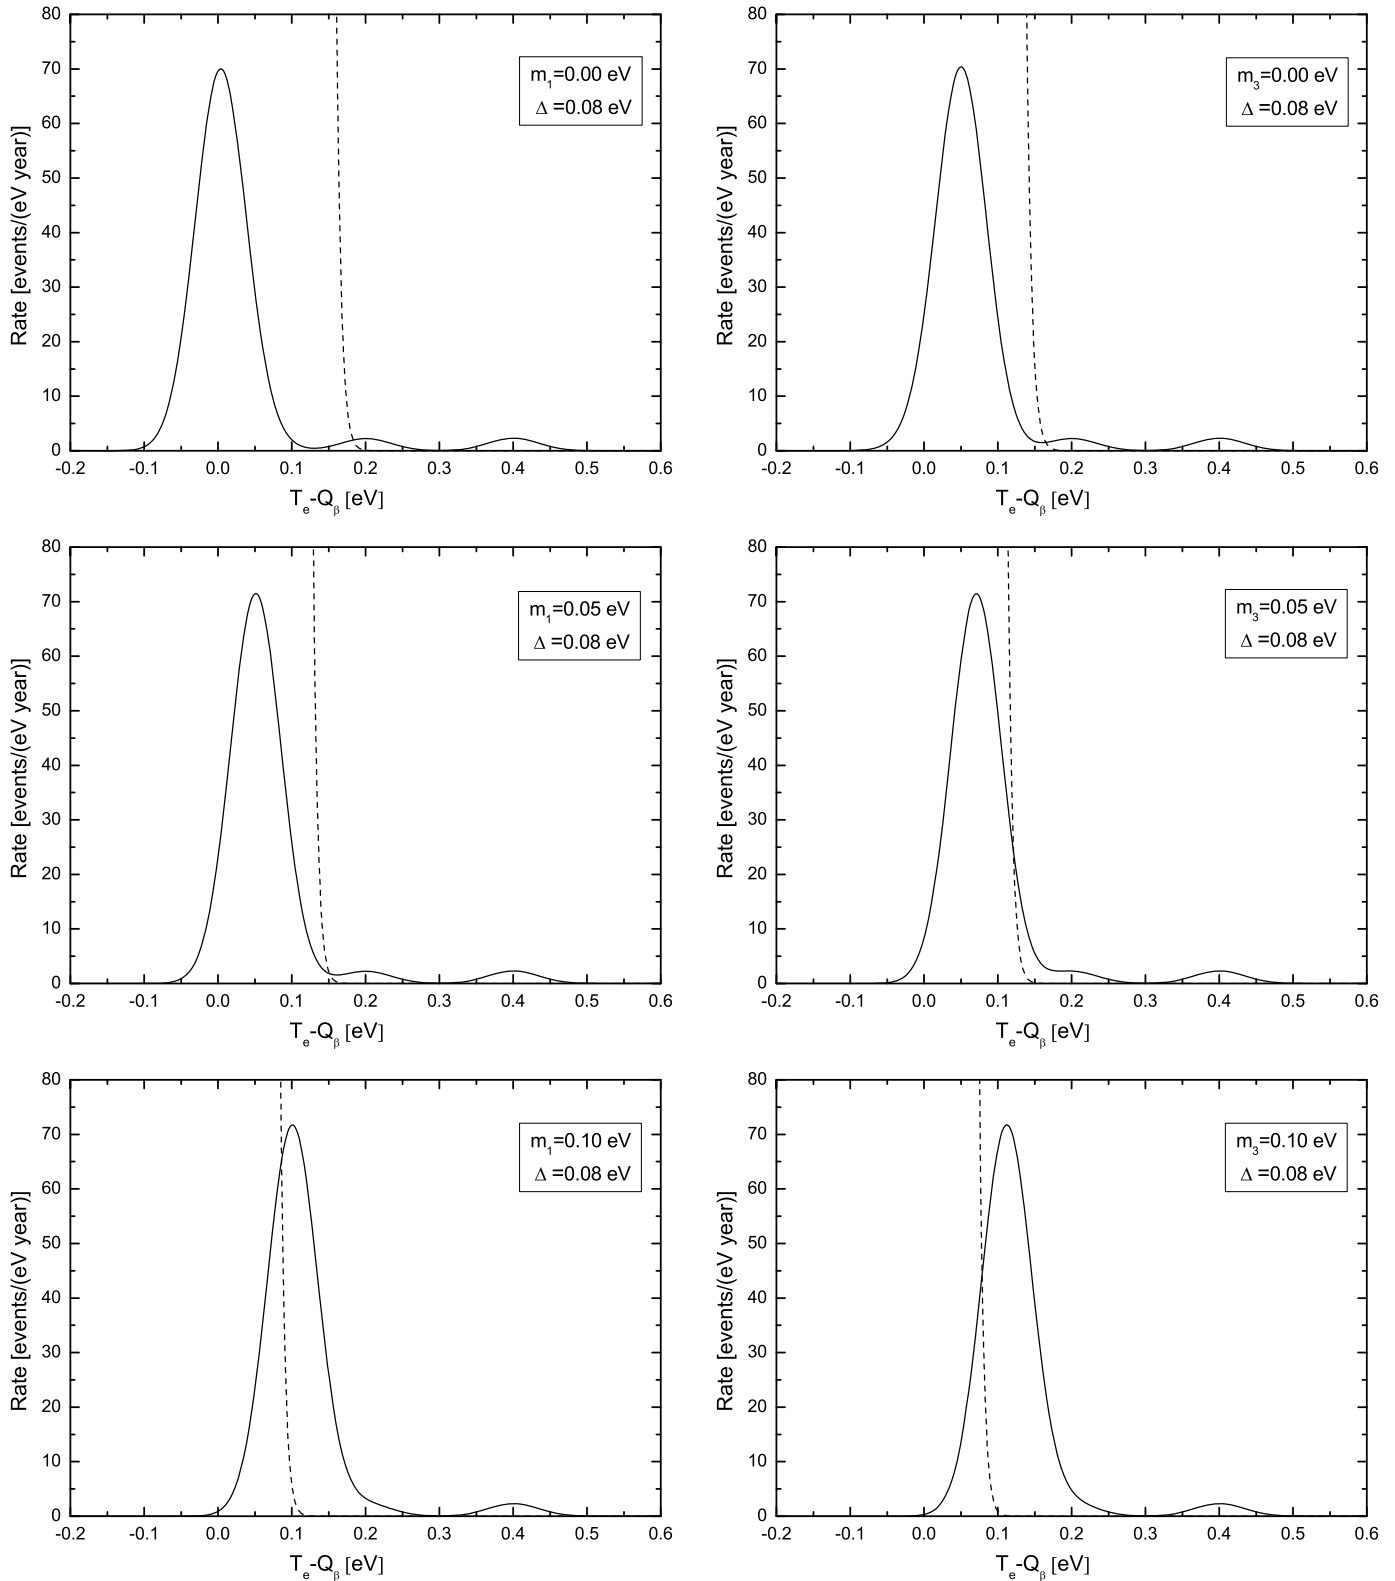 80
70
60
50
40
30
20
10
0
Rate [events/(eV year)]
m₁=0.00 eV
Δ =0.08 eV
-0.2 -0.1 0.0 0.1 0.2 0.3 0.4 0.5 0.6
Tₑ-Qᵦ [eV]
80
70
60
50
40
30
20
10
0
Rate [events/(eV year)]
m₃=0.00 eV
Δ =0.08 eV
-0.2 -0.1 0.0 0.1 0.2 0.3 0.4 0.5 0.6
Tₑ-Qᵦ [eV]
80
70
60
50
40
30
20
10
0
Rate [events/(eV year)]
m₁=0.05 eV
Δ =0.08 eV
-0.2 -0.1 0.0 0.1 0.2 0.3 0.4 0.5 0.6
Tₑ-Qᵦ [eV]
80
70
60
50
40
30
20
10
0
Rate [events/(eV year)]
m₃=0.05 eV
Δ =0.08 eV
-0.2 -0.1 0.0 0.1 0.2 0.3 0.4 0.5 0.6
Tₑ-Qᵦ [eV]
80
70
60
50
40
30
20
10
0
Rate [events/(eV year)]
m₁=0.10 eV
Δ =0.08 eV
-0.2 -0.1 0.0 0.1 0.2 0.3 0.4 0.5 0.6
Tₑ-Qᵦ [eV]
80
70
60
50
40
30
20
10
0
Rate [events/(eV year)]
m₃=0.10 eV
Δ =0.08 eV
-0.2 -0.1 0.0 0.1 0.2 0.3 0.4 0.5 0.6
Tₑ-Qᵦ [eV]